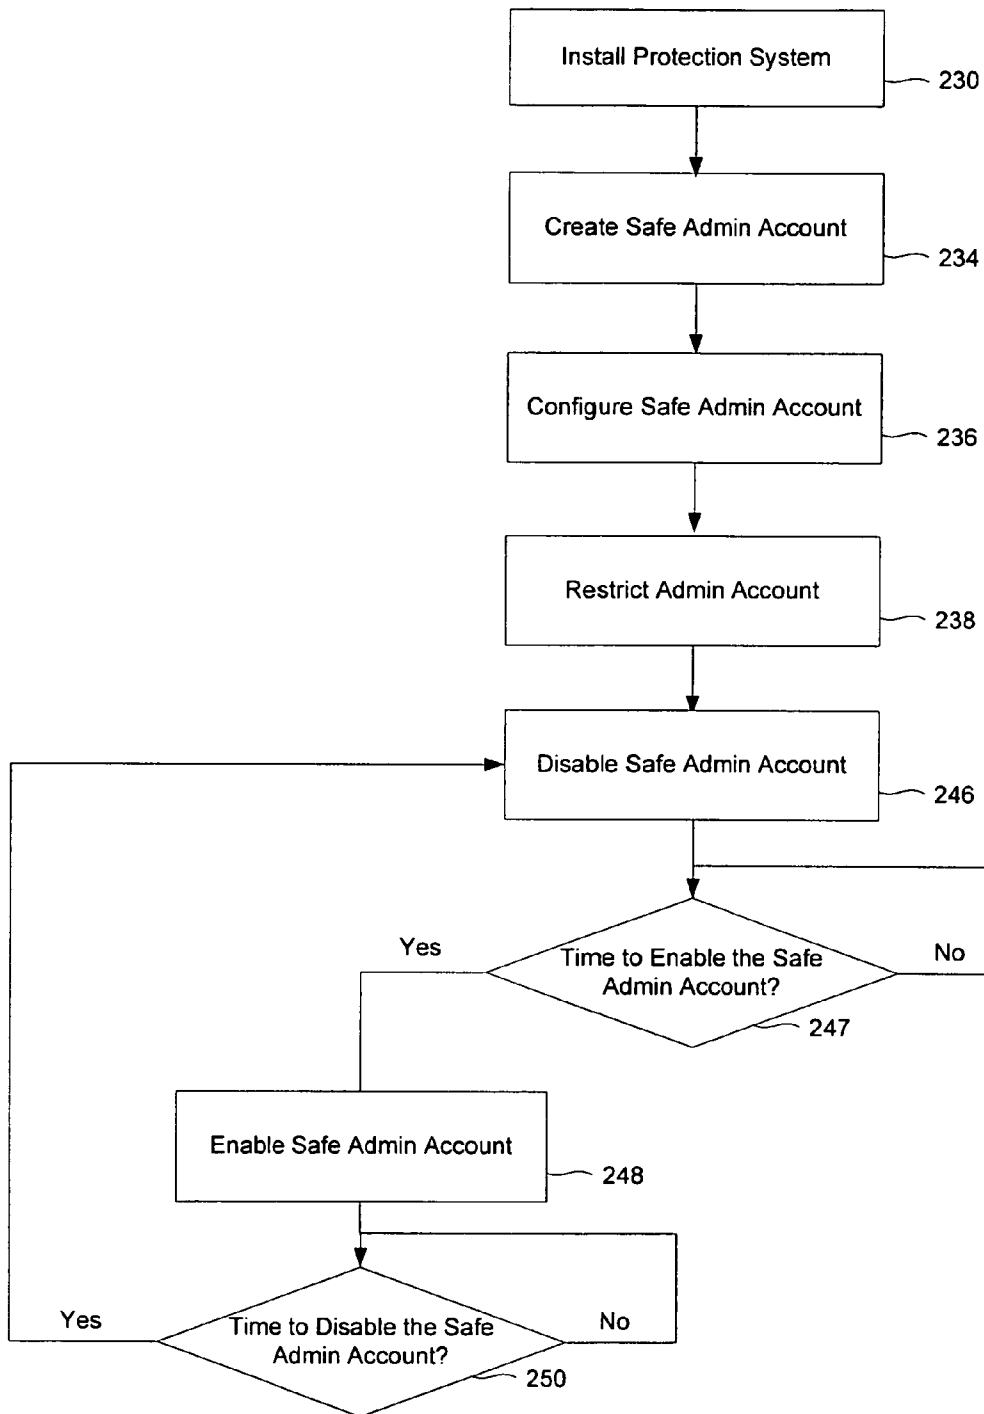 Install Protection System
230
Create Safe Admin Account
234
Configure Safe Admin Account
236
Restrict Admin Account
238
Disable Safe Admin Account
246
Yes
Time to Enable the Safe
Admin Account?
No
247
Enable Safe Admin Account
248
Yes
Time to Disable the Safe
Admin Account?
No
250